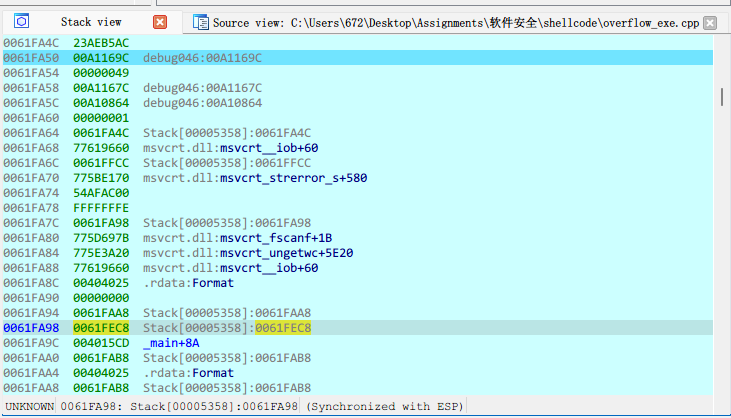 Stack view
Source view: C:\Users\672\Desktop\Assignments\软件安全\shellcode\overflow_exe.cpp
0061FA4C 23AEB5AC
0061FA50 00A1169C debug046:00A1169C
0061FA54 00000049
0061FA58 00A1167C debug046:00A1167C
0061FA5C 00A10864 debug046:00A10864
0061FA60 00000001
0061FA64 0061FA4C Stack[00005358]:0061FA4C
0061FA68 77619660 msvcrt.dll:msvcrt__iob+60
0061FA6C 0061FFCC Stack[00005358]:0061FFCC
0061FA70 775BE170 msvcrt.dll:msvcrt_strerror_s+580
0061FA74 54AFAC00
0061FA78 FFFFFFFE
0061FA7C 0061FA98 Stack[00005358]:0061FA98
0061FA80 775D697B msvcrt.dll:msvcrt_fscanf+1B
0061FA84 775E3A20 msvcrt.dll:msvcrt_ungetwc+5E20
0061FA88 77619660 msvcrt.dll:msvcrt__iob+60
0061FA8C 00404025 .rdata:Format
0061FA90 00000000
0061FA94 0061FAA8 Stack[00005358]:0061FAA8
0061FA98 0061FEC8 Stack[00005358]:0061FEC8
0061FA9C 004015CD _main+8A
0061FAA0 0061FAB8 Stack[00005358]:0061FAB8
0061FAA4 00404025 .rdata:Format
0061FAA8 0061FAB8 Stack[00005358]:0061FAB8
UNKNOWN 0061FA98: Stack[00005358]:0061FA98 (Synchronized with ESP)